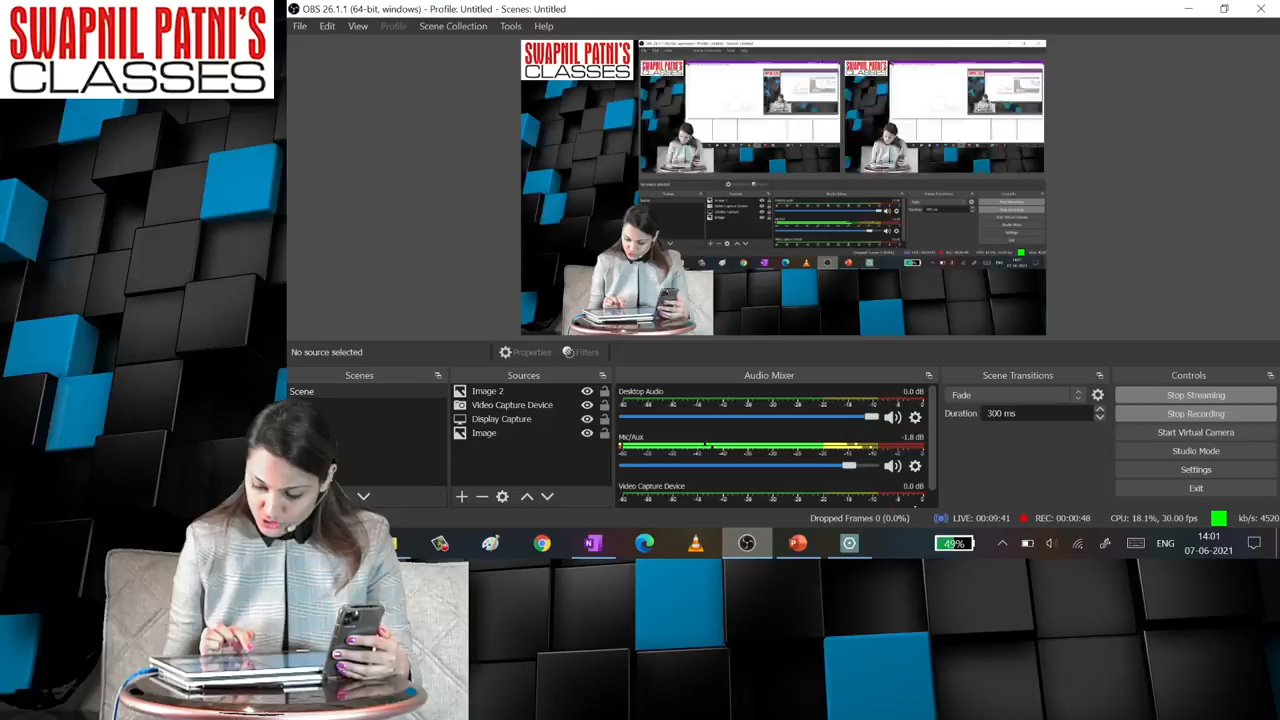 SWAPNIL PATNI'S
CLASSES
OBS 26.1.1 (64-bit, windows) - Profile: Untitled - Scenes: Untitled
File Edit View Profile Scene Collection Tools Help
SWAPNIL PATNI'S
CLASSES
No source selected
Properties
Filters
Scenes
Scene
Sources
Image 2
Video Capture Device
Display Capture
Image
Audio Mixer
Desktop Audio 0.0 dB
Mic/Aux -1.8 dB
Video Capture Device 0.0 dB
Scene Transitions
Fade
Duration 300 ms
Controls
Stop Streaming
Stop Recording
Start Virtual Camera
Studio Mode
Settings
Exit
Dropped Frames 0 (0.0%) LIVE: 00:09:41 REC: 00:00:48 CPU: 18.1%, 30.00 fps kb/s: 4520
49% ENG 14:01
07-06-2021